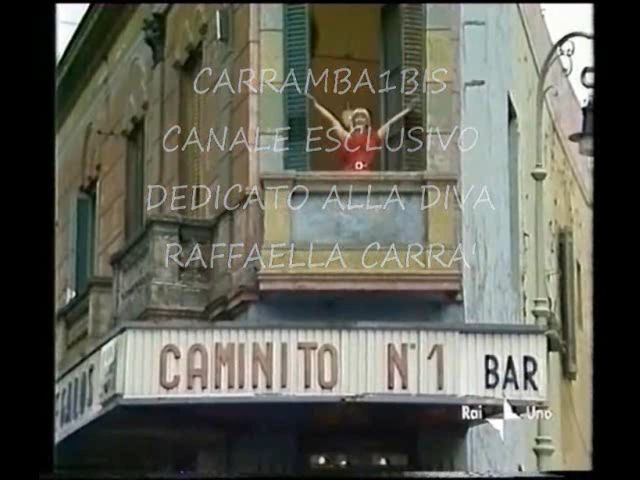 CARRAMBA1BIS
CANALE ESCLUSIVO
DEDICATO ALLA DIVA
RAFFAELLA CARRA'
CAMINITO N°1 BAR
Rai Uno